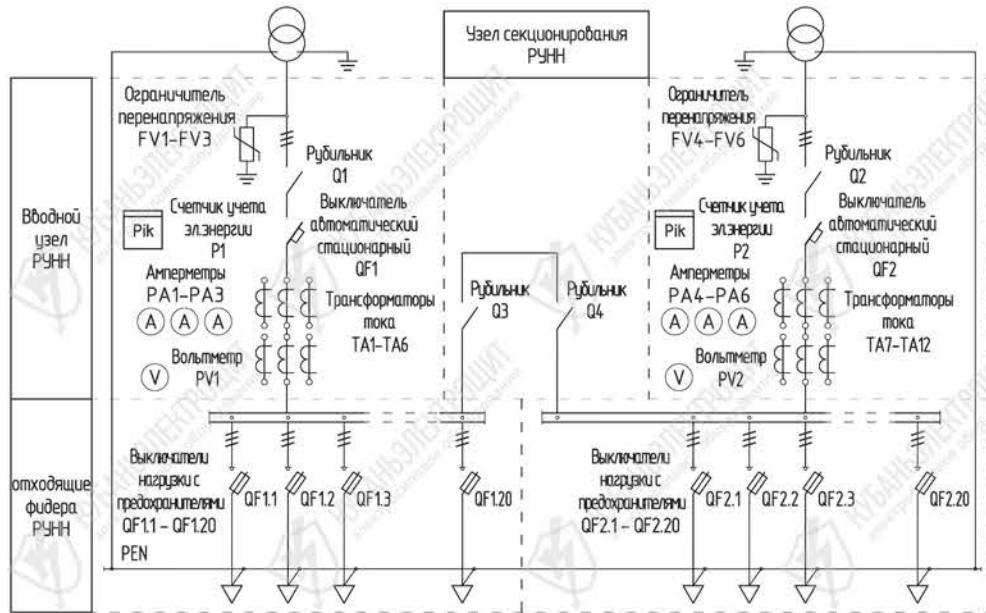 Узел секционирования
РУНН
Ограничитель
перенапряжения
FV1-FV3
Рубильник
Q1
Вводной
узел
РУНН
Pik
Счетчик учета
эл.энергии
P1
Выключатель
автоматический
стационарный
QF1
Амперметры
PA1-PA3
A A A
Трансформаторы
тока
TA1-TA6
Вольтметр
PV1
V
Рубильник
Q3
Рубильник
Q4
Ограничитель
перенапряжения
FV4-FV6
Рубильник
Q2
Pik
Счетчик учета
эл.энергии
P2
Выключатель
автоматический
стационарный
QF2
Амперметры
PA4-PA6
A A A
Трансформаторы
тока
TA7-TA12
Вольтметр
PV2
V
отходящие
фидера
РУНН
Выключатели
нагрузки с
предохранителями
QF1.1 - QF1.20
QF1.1
QF1.2
QF1.3
QF1.20
PEN
Выключатели
нагрузки с
предохранителями
QF2.1 - QF2.20
QF2.1
QF2.2
QF2.3
QF2.20
КУБАНЬЭЛЕКТРОЩИТ
электрическое оборудование